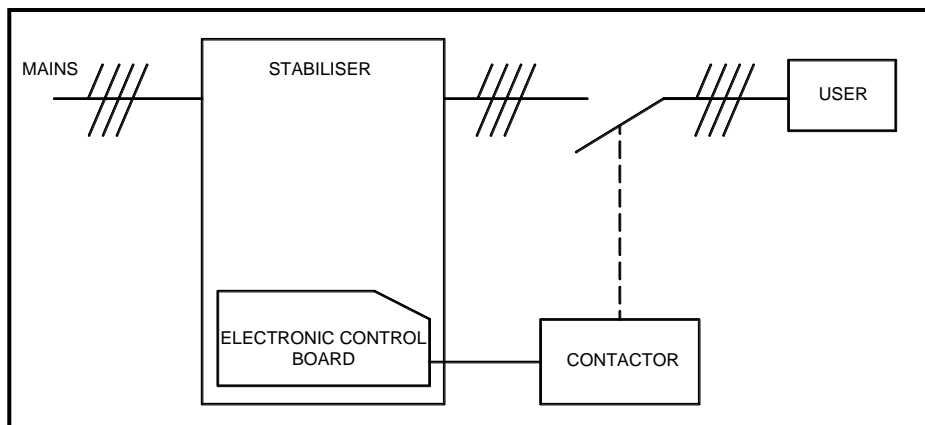 MAINS
STABILISER
USER
ELECTRONIC CONTROL
BOARD
CONTACTOR